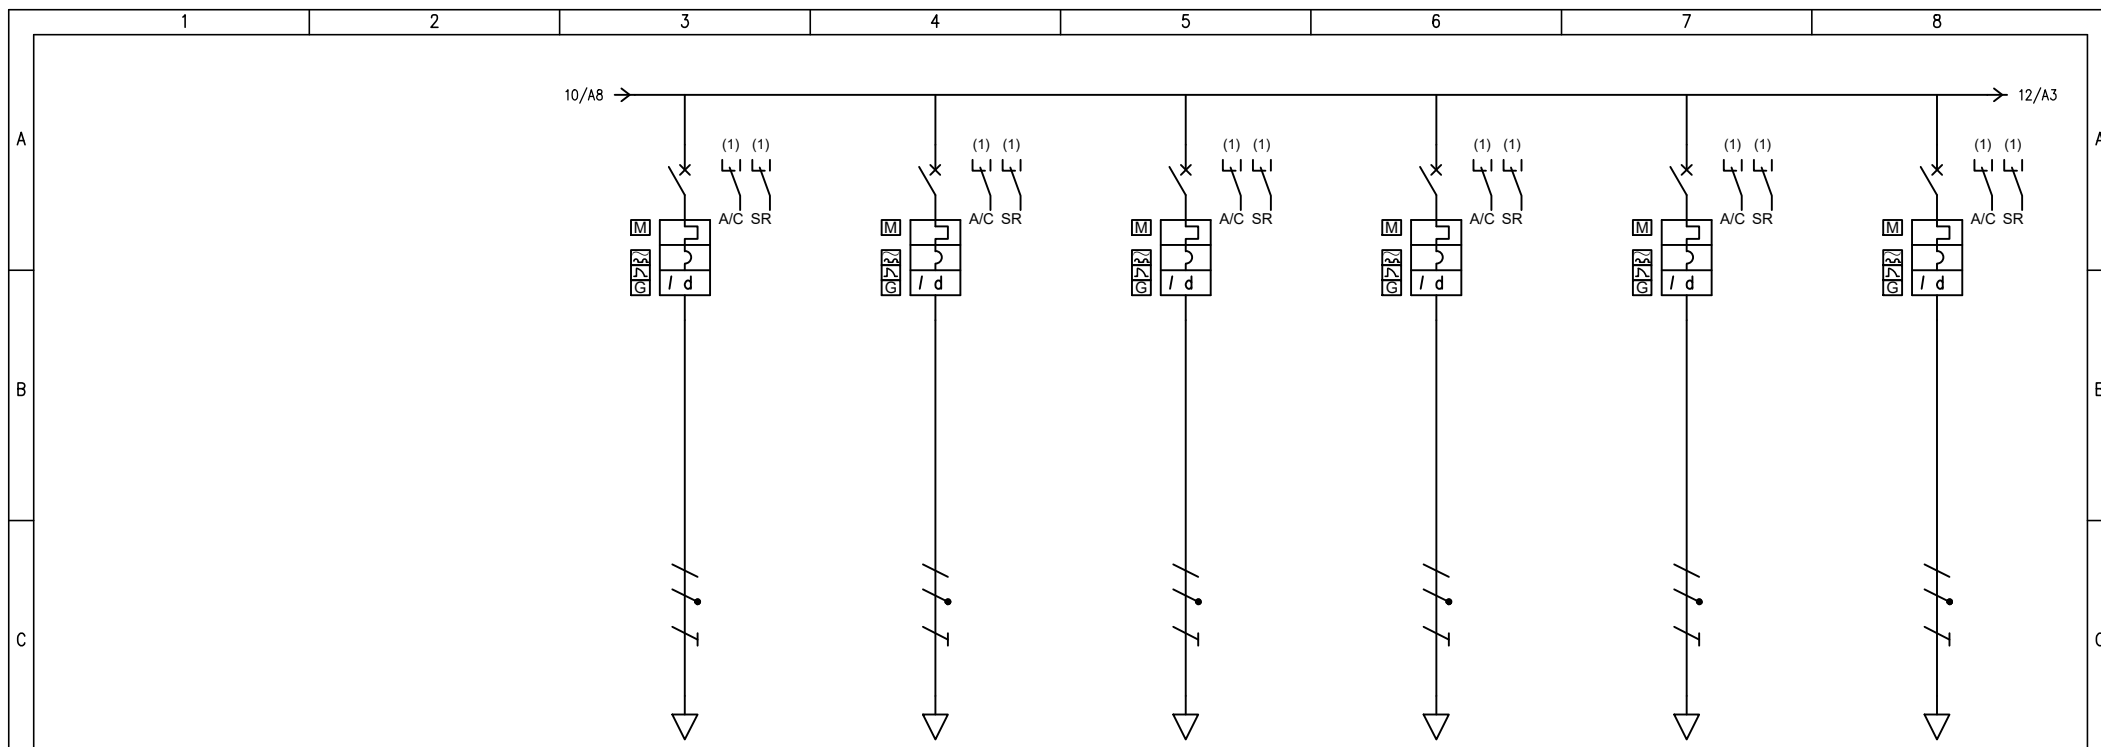 1 2 3 4 5 6 7 8
10/A8 12/A3
A A
(1) (1) (1) (1) (1) (1) (1) (1) (1) (1) (1) (1)
A/C SR A/C SR A/C SR A/C SR A/C SR A/C SR
M M M M M M
G I d G I d G I d G I d G I d G I d
B B
C C